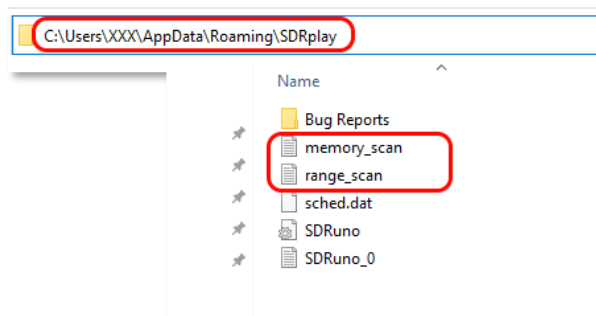 C:\Users\XXX\AppData\Roaming\SDRplay
Name
Bug Reports
memory_scan
range_scan
sched.dat
SDRuno
SDRuno_0